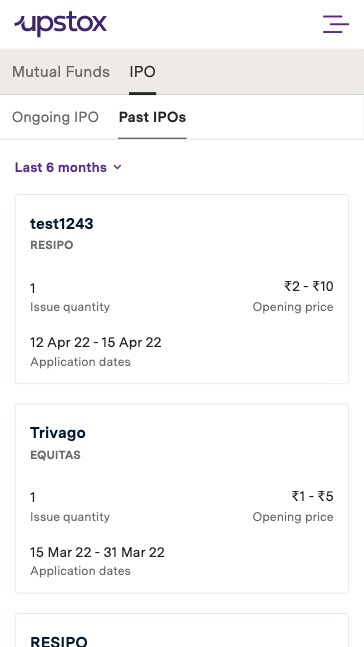 upstox
Mutual Funds IPO
Ongoing IPO Past IPOs
Last 6 months
test1243
RESIPO
1 ₹2 - ₹10
Issue quantity Opening price
12 Apr 22 - 15 Apr 22
Application dates
Trivago
EQUITAS
1 ₹1 - ₹5
Issue quantity Opening price
15 Mar 22 - 31 Mar 22
Application dates
RESIPO